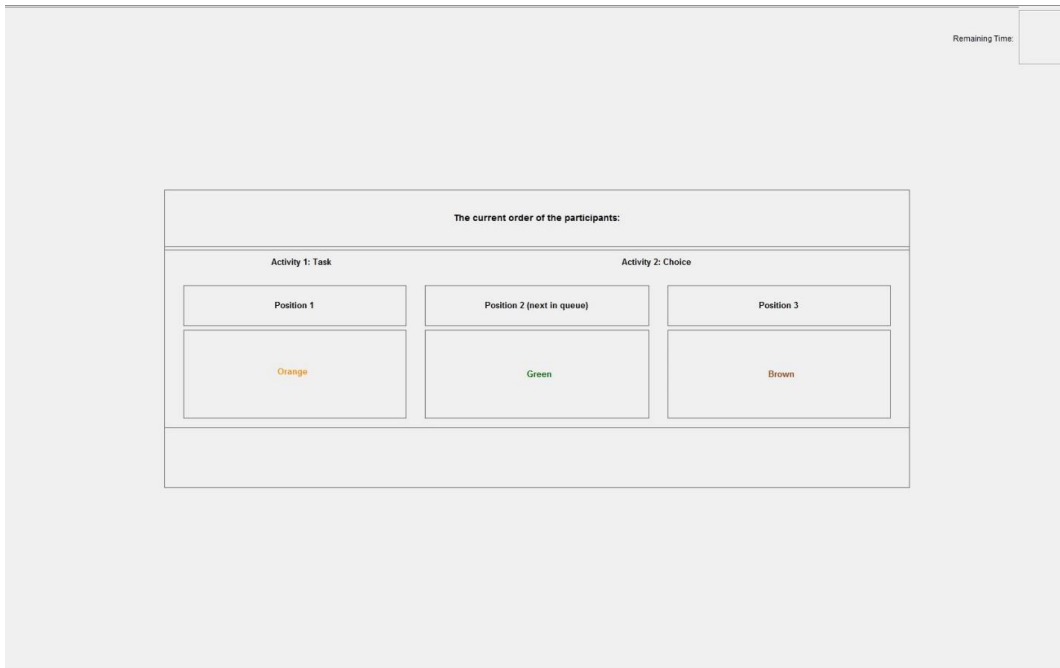 Remaining Time:
The current order of the participants:
Activity 1: Task Activity 2: Choice
Position 1 Position 2 (next in queue) Position 3
Orange Green Brown